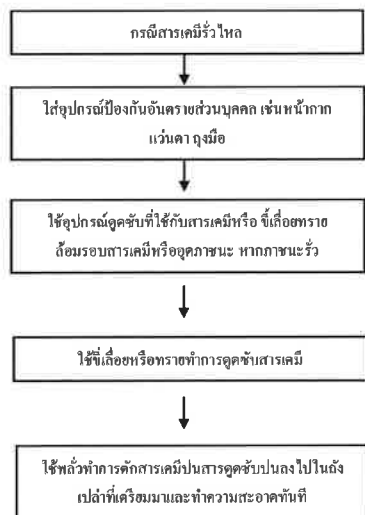 กรณีสารเคมีรั่วไหล
ใส่อุปกรณ์ป้องกันอันตรายส่วนบุคคล เช่นหน้ากาก
แว่นตา ถุงมือ
ใช้อุปกรณ์ดูดซับที่ใช้กับสารเคมีหรือ ขี้เลื่อยทราย
ล้อมรอบสารเคมีหรืออุดภาชนะ หากภาชนะรั่ว
ใช้ขี้เลื่อยหรือทรายทำการดูดซับสารเคมี
ใช้พลั่วทำการตักสารเคมีปนสารดูดซับปนลงไปในถัง
เปล่าที่เตรียมมาและทำความสะอาดทันที